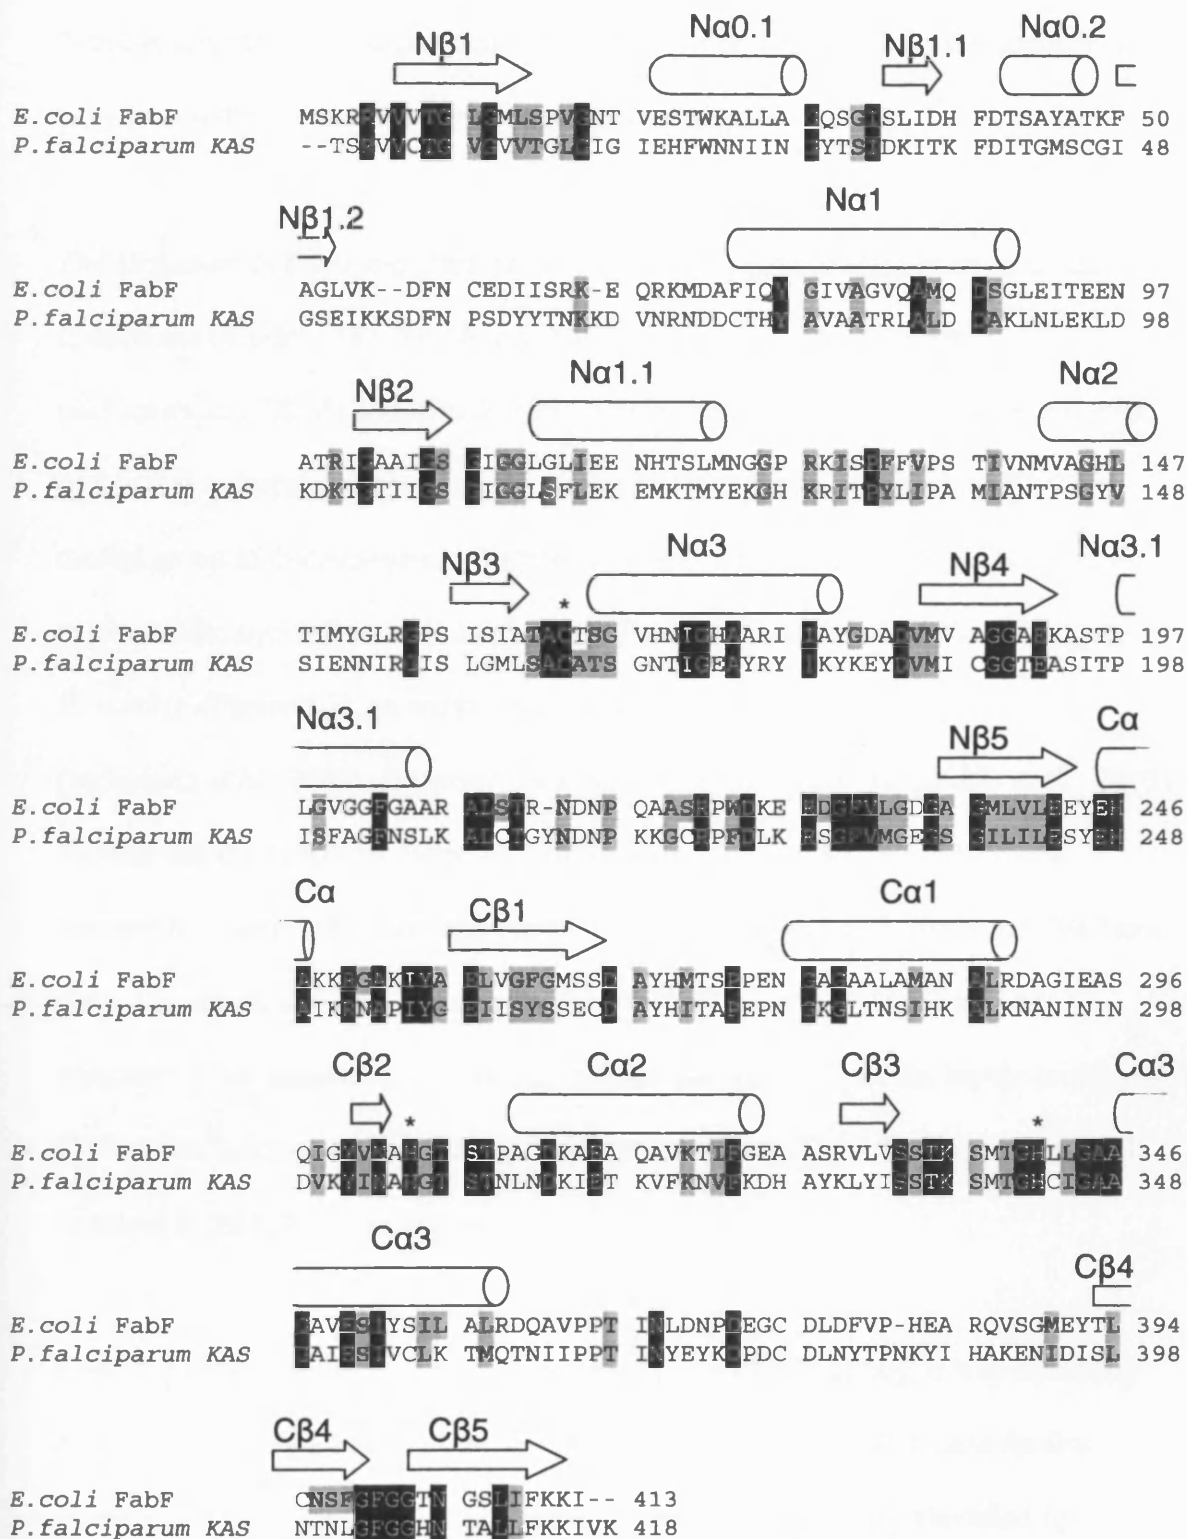 Nβ1 Nα0.1 Nβ1.1 Nα0.2
E.coli FabF MSKRRVVVTG LGMLSPVGNT VESTWKALLA GQSGISLIDH FDTSAYATKF 50
P.falciparum KAS --TSRVVCTG VGVVTGLGIG IEHFWNNIIN GYTSIDKITK FDITGMSCGI 48
Nβ1.2 Nα1
E.coli FabF AGLVK--DFN CEDIISRK-E QRKMDAFIQY GIVAGVQAMQ DSGLEITEEN 97
P.falciparum KAS GSEIKKSDFN PSDYYTNKKD VNRNDDCTHY AVAATRLALD DAKLNLEKLD 98
Nβ2 Nα1.1 Nα2
E.coli FabF ATRIGAAIGS GIGGLGLIEE NHTSLMNGGP RKISPFFVPS TIVNMVAGHL 147
P.falciparum KAS KDKIGTIIGS GIGGLSFLEK EMKTMYEKGH KRITPYLIPA MIANTPSGYV 148
Nβ3 * Nα3 Nβ4 Nα3.1
E.coli FabF TIMYGLRGPS ISIATACTSG VHNIGHAARI IAYGDADVMV AGGAEKASTP 197
P.falciparum KAS SIENNIRGIS LGMLSACATS GNTIGEAYRY IKYKEYDVMI CGGTEASITP 198
Nα3.1 Nβ5 Cα
E.coli FabF LGVGGFGAAR ALSTR-NDNP QAASRPWDKE RDGFVLGDGA GMLVLEEYEH 246
P.falciparum KAS ISFAGFNSLK ALCTGYNDNP KKGCRPFDLK RSGFVMGEGS GILILESYEH 248
Cα Cβ1 Cα1
E.coli FabF AKKRGAKIYA ELVGFGMSSD AYHMTSPPEN GAGAALAMAN ALRDAGIEAS 296
P.falciparum KAS AIKRNAPIYG EIISYSSECD AYHITAPEPN GKGLTNSIHK ALKNANININ 298
Cβ2 * Cα2 Cβ3 * Cα3
E.coli FabF QIGYVNAHGT STPAGDKAEA QAVKTIFGEA ASRVLVSSTK SMTGHLLGAA 346
P.falciparum KAS DVKYINAHGT STNLNDKIET KVFKNVFKDH AYKLYISSTK SMTGHCIGAA 348
Cα3 Cβ4
E.coli FabF GAVESIYSIL ALRDQAVPPT INLDNPDEGC DLDFVP-HEA RQVSGMEYTL 394
P.falciparum KAS GAIESIVCLK TMQTNIIPPT INYEYKDPDCDLNYTPNKYI HAKENIDISL 398
Cβ4 Cβ5
E.coli FabF CNSFGFGGTN GSLIFKKI-- 413
P.falciparum KAS NTNLGFGGHN TALLFKKIVK 418